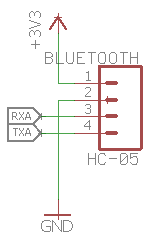 +3V3
BLUETOOTH
1
2
RXA 3
TXA 4
HC-05
GND